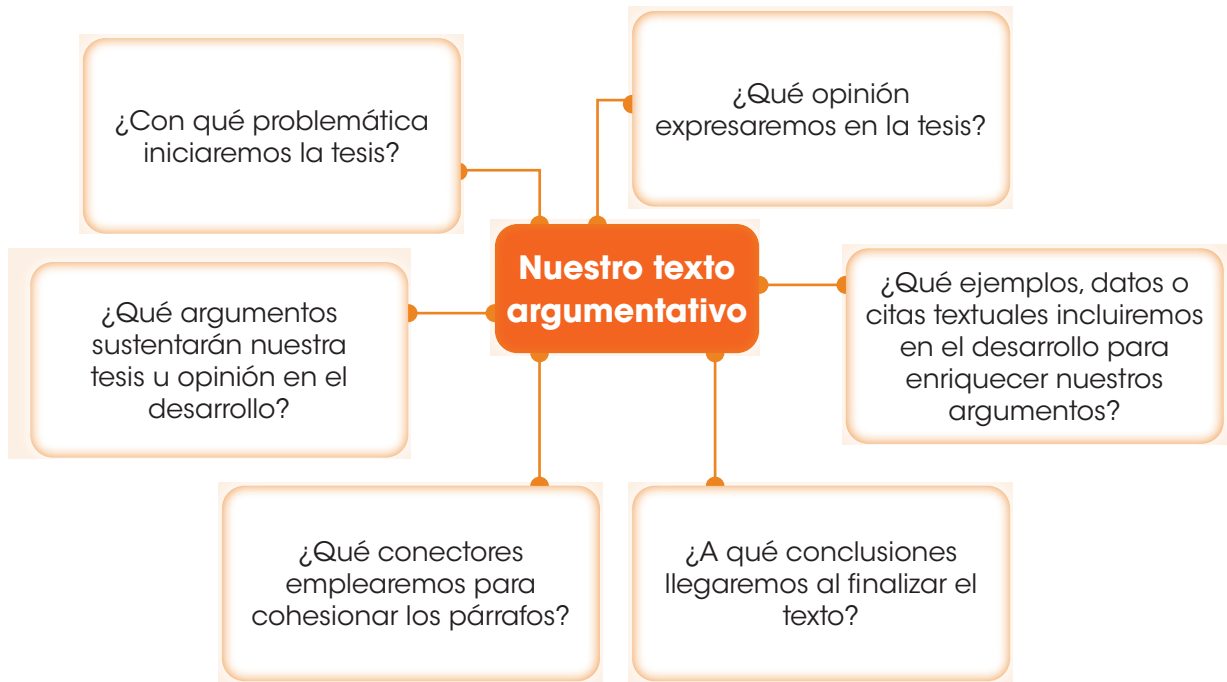 ¿Con qué problemática
iniciaremos la tesis?
¿Qué opinión
expresaremos en la tesis?
Nuestro texto
argumentativo
¿Qué argumentos
sustentarán nuestra
tesis u opinión en el
desarrollo?
¿Qué ejemplos, datos o
citas textuales incluiremos
en el desarrollo para
enriquecer nuestros
argumentos?
¿Qué conectores
emplearemos para
cohesionar los párrafos?
¿A qué conclusiones
llegaremos al finalizar el
texto?